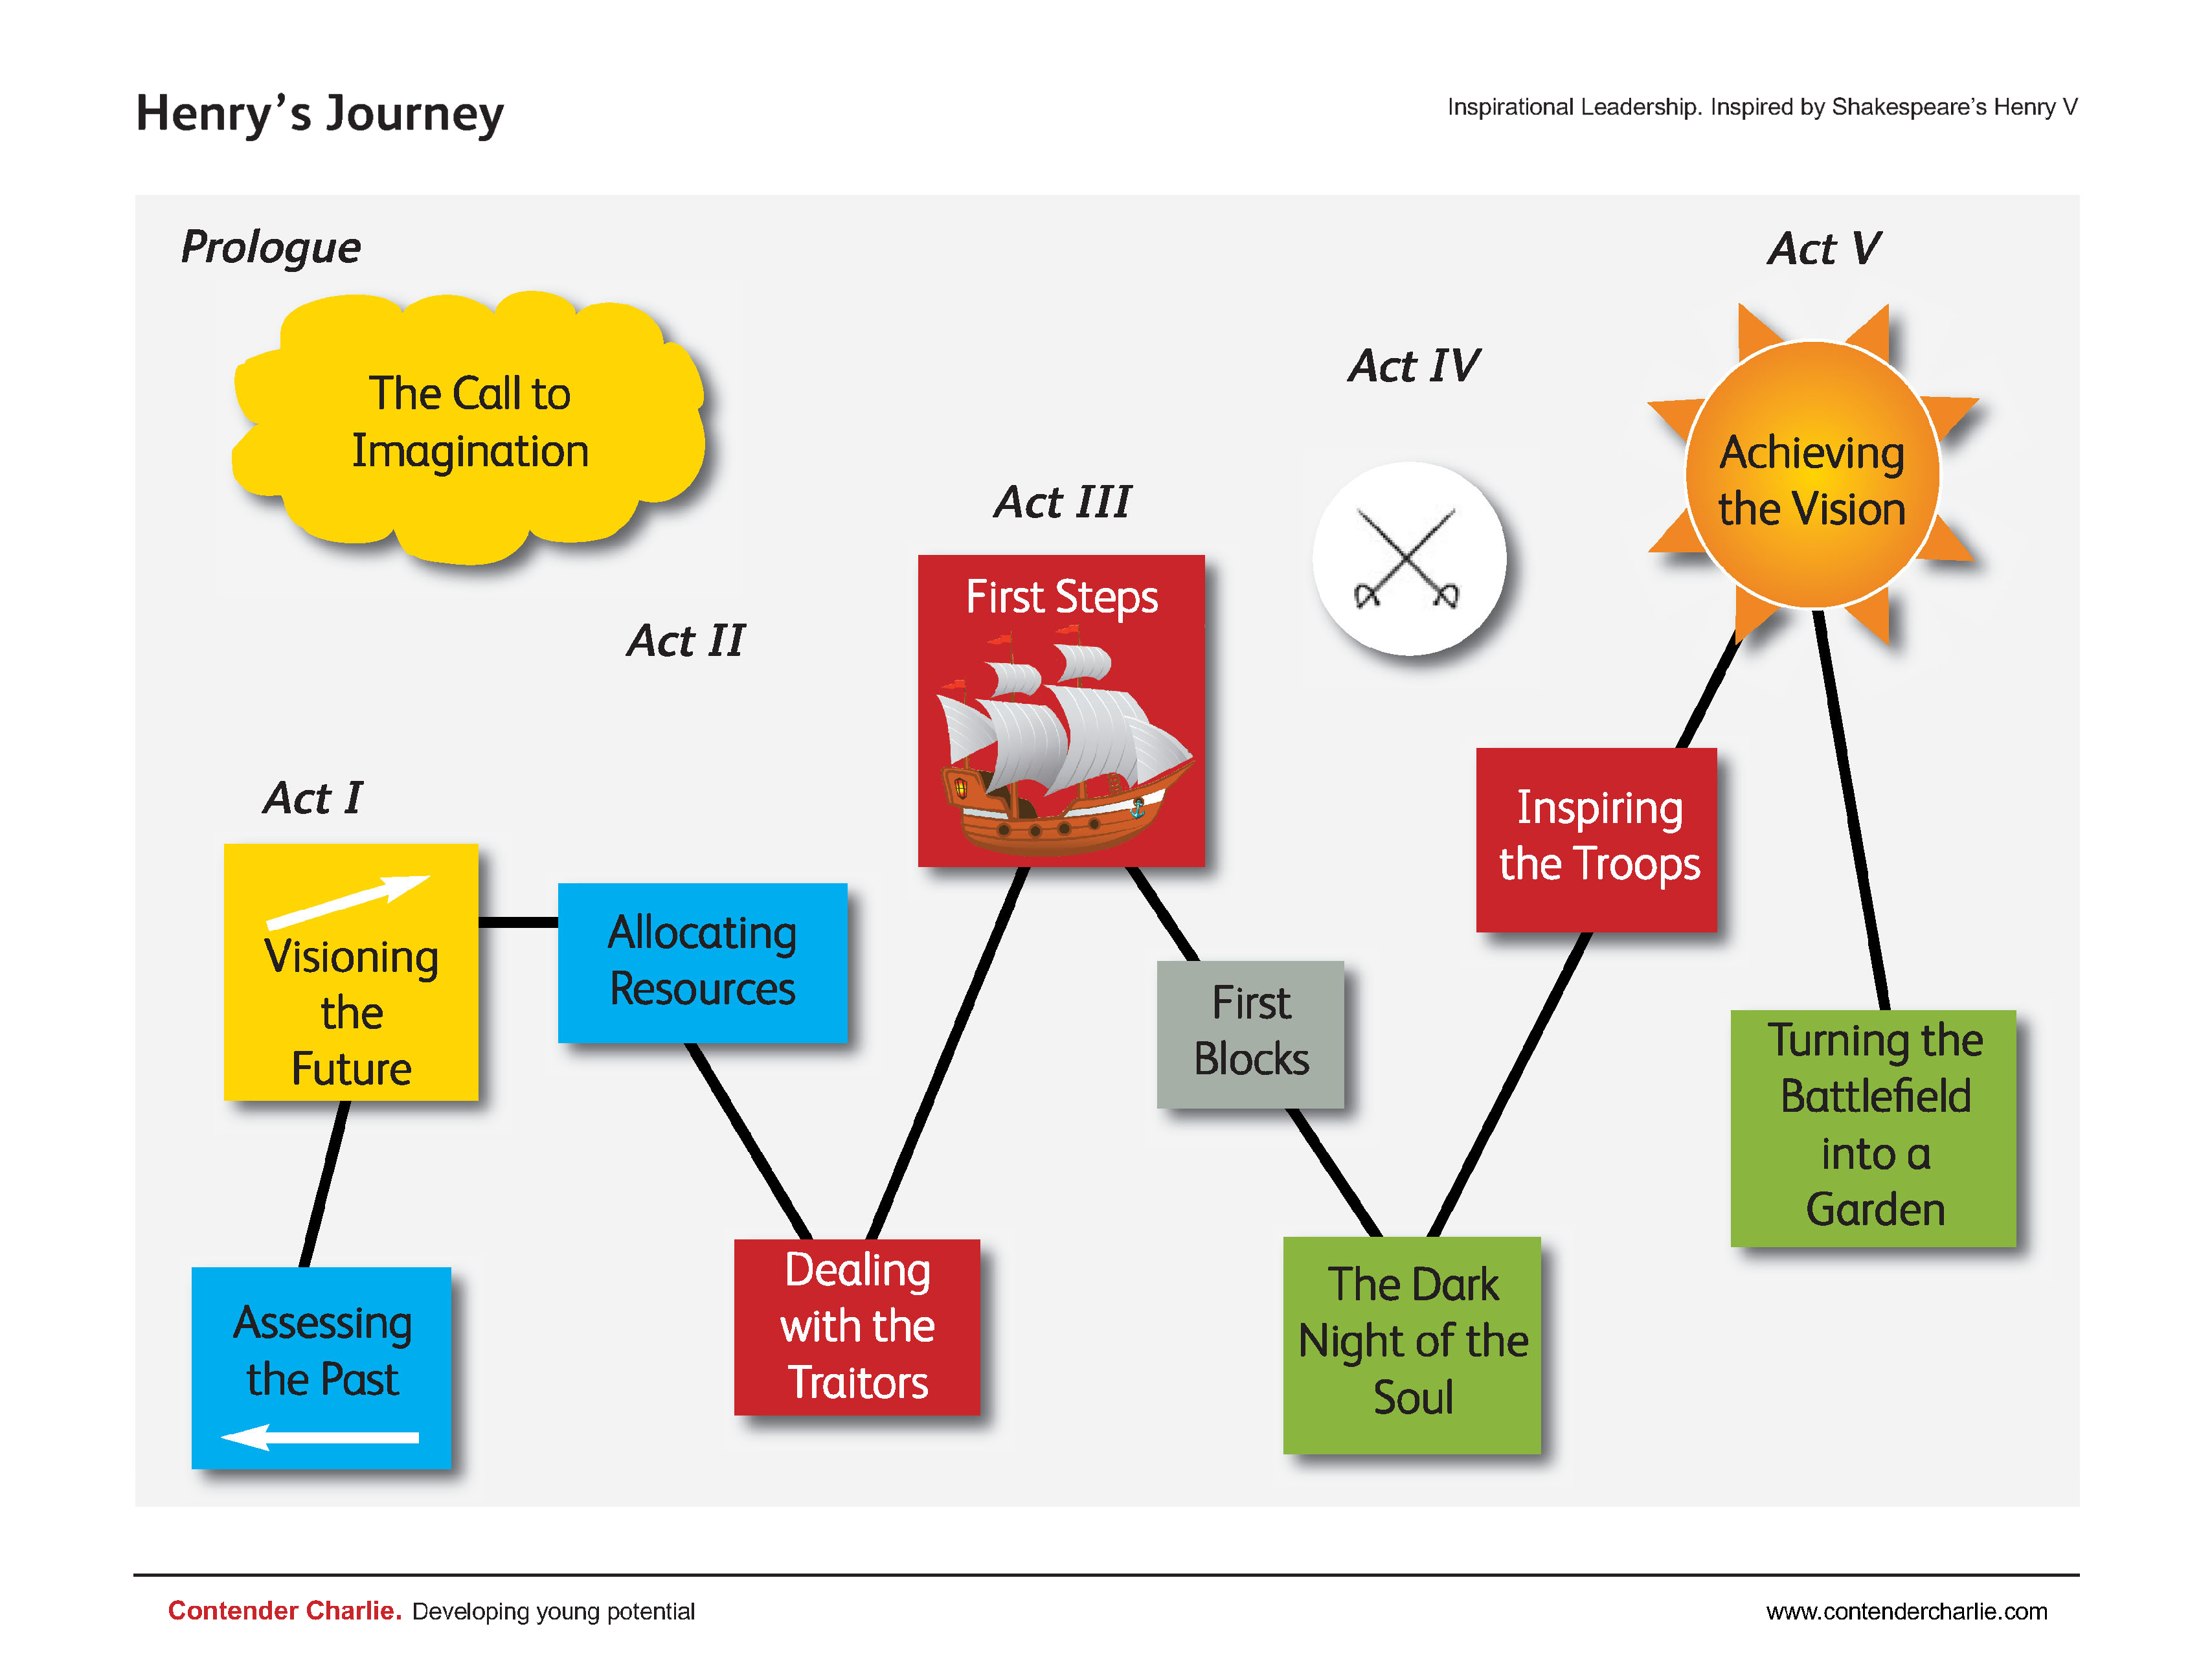 Henry’s Journey
Inspirational Leadership. Inspired by Shakespeare’s Henry V
Prologue
The Call to
Imagination
Act I
Visioning
the
Future
Assessing
the Past
Act II
Allocating
Resources
Dealing
with the
Traitors
Act III
First Steps
First
Blocks
Act IV
The Dark
Night of the
Soul
Inspiring
the Troops
Act V
Achieving
the Vision
Turning the
Battlefield
into a
Garden
Contender Charlie. Developing young potential
www.contendercharlie.com